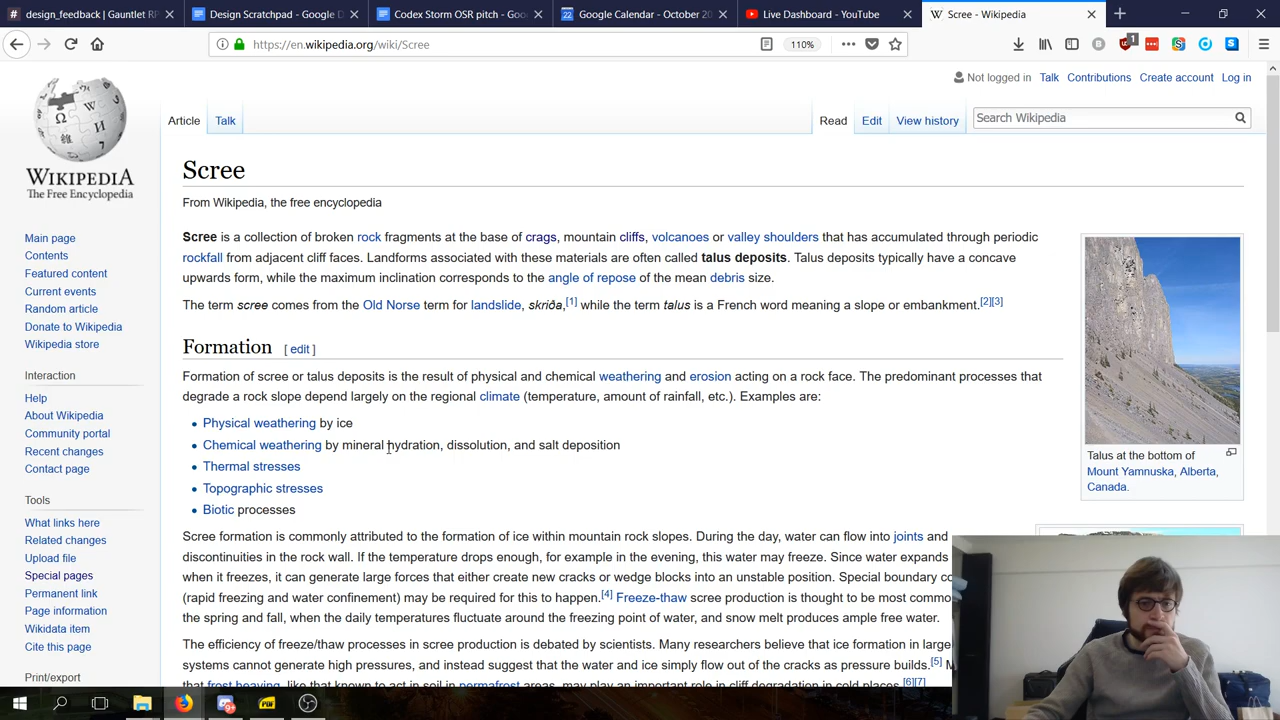 design_feedback | Gauntlet RP
Design Scratchpad - Google D
Codex Storm OSR pitch - Goo
Google Calendar - October 20
Live Dashboard - YouTube
Scree - Wikipedia
https://en.wikipedia.org/wiki/Scree
110%
1
Not logged in Talk Contributions Create account Log in
Article Talk
Read Edit View history
Search Wikipedia
WIKIPEDIA
The Free Encyclopedia
Main page
Contents
Featured content
Current events
Random article
Donate to Wikipedia
Wikipedia store
Interaction
Help
About Wikipedia
Community portal
Recent changes
Contact page
Tools
What links here
Related changes
Upload file
Special pages
Permanent link
Page information
Wikidata item
Cite this page
Print/export
Scree
From Wikipedia, the free encyclopedia
Scree is a collection of broken rock fragments at the base of crags, mountain cliffs, volcanoes or valley shoulders that has accumulated through periodic
rockfall from adjacent cliff faces. Landforms associated with these materials are often called talus deposits. Talus deposits typically have a concave
upwards form, while the maximum inclination corresponds to the angle of repose of the mean debris size.
The term scree comes from the Old Norse term for landslide, skriða,[1] while the term talus is a French word meaning a slope or embankment.[2][3]
Formation [ edit ]
Formation of scree or talus deposits is the result of physical and chemical weathering and erosion acting on a rock face. The predominant processes that
degrade a rock slope depend largely on the regional climate (temperature, amount of rainfall, etc.). Examples are:
• Physical weathering by ice
• Chemical weathering by mineral hydration, dissolution, and salt deposition
• Thermal stresses
• Topographic stresses
• Biotic processes
Scree formation is commonly attributed to the formation of ice within mountain rock slopes. During the day, water can flow into joints and
discontinuities in the rock wall. If the temperature drops enough, for example in the evening, this water may freeze. Since water expands
when it freezes, it can generate large forces that either create new cracks or wedge blocks into an unstable position. Special boundary co
(rapid freezing and water confinement) may be required for this to happen.[4] Freeze-thaw scree production is thought to be most commo
the spring and fall, when the daily temperatures fluctuate around the freezing point of water, and snow melt produces ample free water.
The efficiency of freeze/thaw processes in scree production is debated by scientists. Many researchers believe that ice formation in large
systems cannot generate high pressures, and instead suggest that the water and ice simply flow out of the cracks as pressure builds.[5] M
that frost heaving, like that known to act in soil in permafrost areas, may play an important role in cliff degradation in cold places.[6][7]
Talus at the bottom of
Mount Yamnuska, Alberta,
Canada.